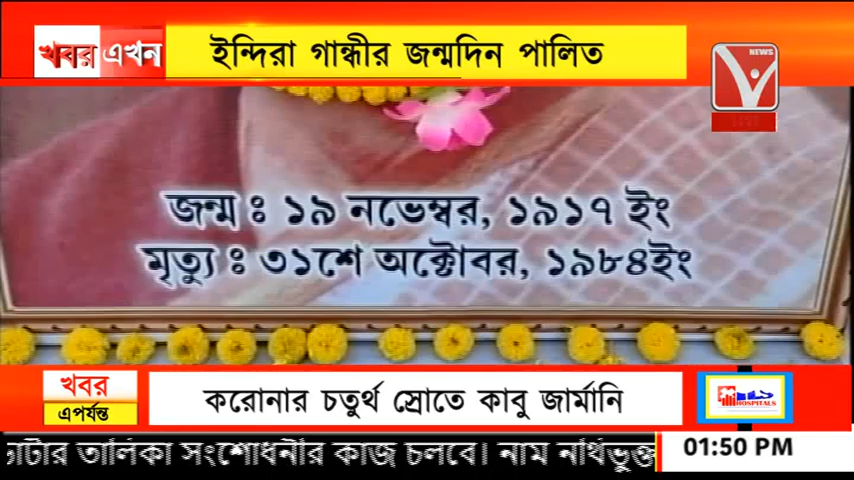 খবর এখন
ইন্দিরা গান্ধীর জন্মদিন পালিত
NEWS
LIVE
জন্ম ঃ ১৯ নভেম্বর, ১৯১৭ ইং
মৃত্যু ঃ ৩১শে অক্টোবর, ১৯৮৪ইং
খবর
এপর্যন্ত
করোনার চতুর্থ স্রোতে কাবু জার্মানি
HOSPITALS
তালিকা সংশোধনীর কাজ চলবে। নাম নথিভুক্ত
01:50 PM